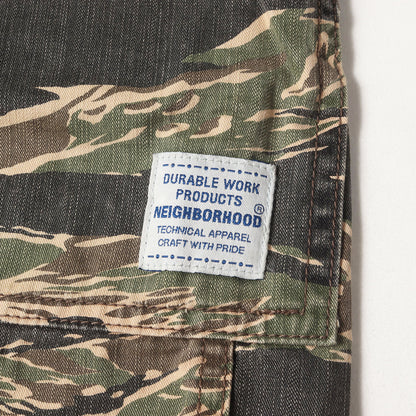 DURABLE WORK
PRODUCTS
NEIGHBORHOOD®
TECHNICAL APPAREL
CRAFT WITH PRIDE